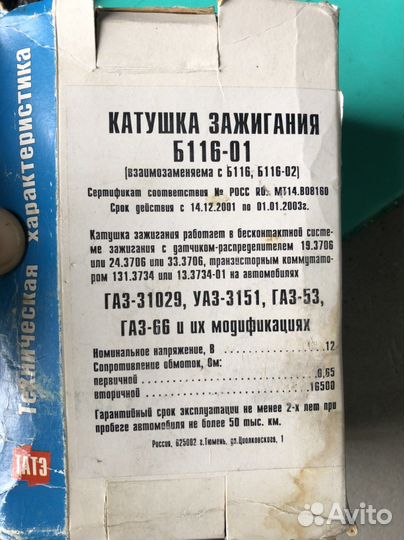 КАТУШКА ЗАЖИГАНИЯ
Б116-01
(взаимозаменяема с Б116, Б116-02)
Сертификат соответствия № РОСС RU. МТ14.В08160
Срок действия с 14.12.2001 по 01.01.2003г.
Катушка зажигания работает в бесконтактной систе-
ме зажигания с датчиком-распределителем 19.3706
или 24.3706 или 33.3706, транзисторным коммутато-
ром 131.3734 или 13.3734-01 на автомобилях
ГАЗ-31029, УАЗ-3151, ГАЗ-53,
ГАЗ-66 и их модификациях
Номинальное напряжение, В ........ 12
Сопротивление обмоток, Ом:
первичной ........ 0,65
вторичной ........ 16500
Гарантийный срок эксплуатации не менее 2-х лет при
пробеге автомобиля не более 50 тыс. км.
Россия, 625002 г.Тюмень, ул.Циолковского, 1
Техническая характеристика
ТАТЭ
Avito